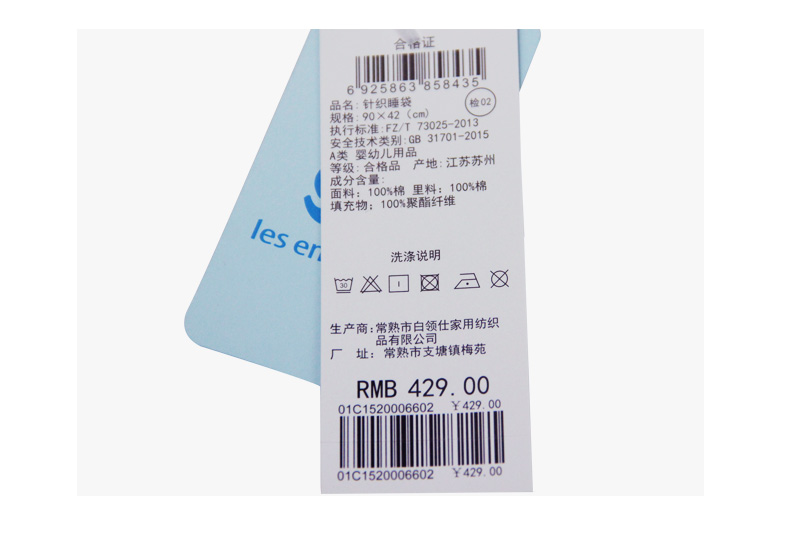 合格证
6 925863 858435
品名: 针织睡袋
检02
规格: 90×42 (cm)
执行标准:FZ/T 73025-2013
安全技术类别:GB 31701-2015
A类 婴幼儿用品
等级: 合格品 产地: 江苏苏州
成分含量:
面料: 100%棉 里料: 100%棉
填充物: 100%聚酯纤维
les en
洗涤说明
30
生产商: 常熟市白领仕家用纺织
品有限公司
厂 址: 常熟市支塘镇梅苑
RMB 429.00
01C1520006602 ¥429.00
01C1520006602 ¥429.00